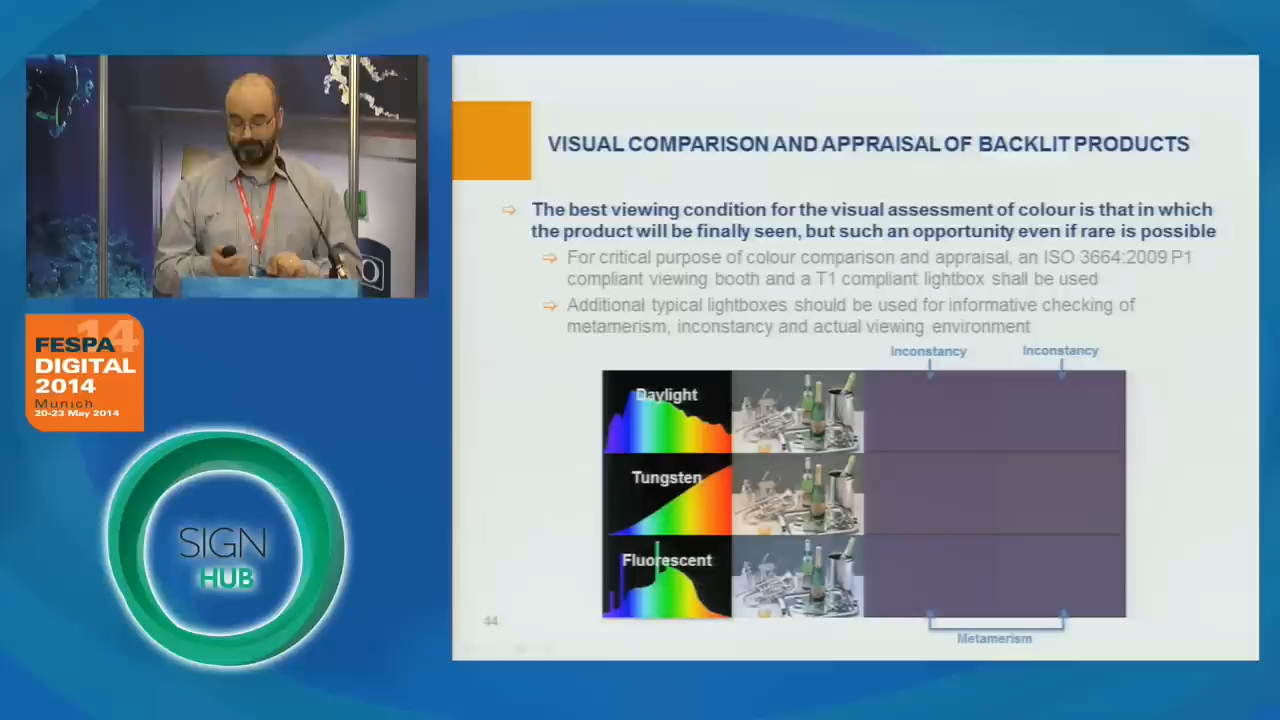 VISUAL COMPARISON AND APPRAISAL OF BACKLIT PRODUCTS
The best viewing condition for the visual assessment of colour is that in which
the product will be finally seen, but such an opportunity even if rare is possible
For critical purpose of colour comparison and appraisal, an ISO 3664:2009 P1
compliant viewing booth and a T1 compliant lightbox shall be used
Additional typical lightboxes should be used for informative checking of
metamerism, inconstancy and actual viewing environment
Inconstancy Inconstancy
Daylight
Tungsten
Fluorescent
Metamerism
44
14
FESPA
DIGITAL
2014
Munich
20-23 May 2014
SIGN
HUB